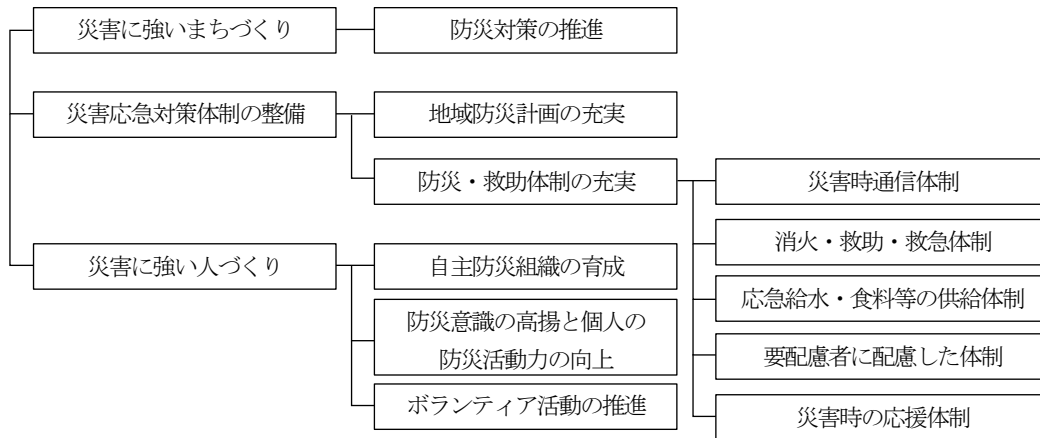 災害に強いまちづくり
防災対策の推進
災害応急対策体制の整備
地域防災計画の充実
防災・救助体制の充実
災害時通信体制
消火・救助・救急体制
応急給水・食料等の供給体制
要配慮者に配慮した体制
災害時の応援体制
災害に強い人づくり
自主防災組織の育成
防災意識の高揚と個人の
防災活動力の向上
ボランティア活動の推進